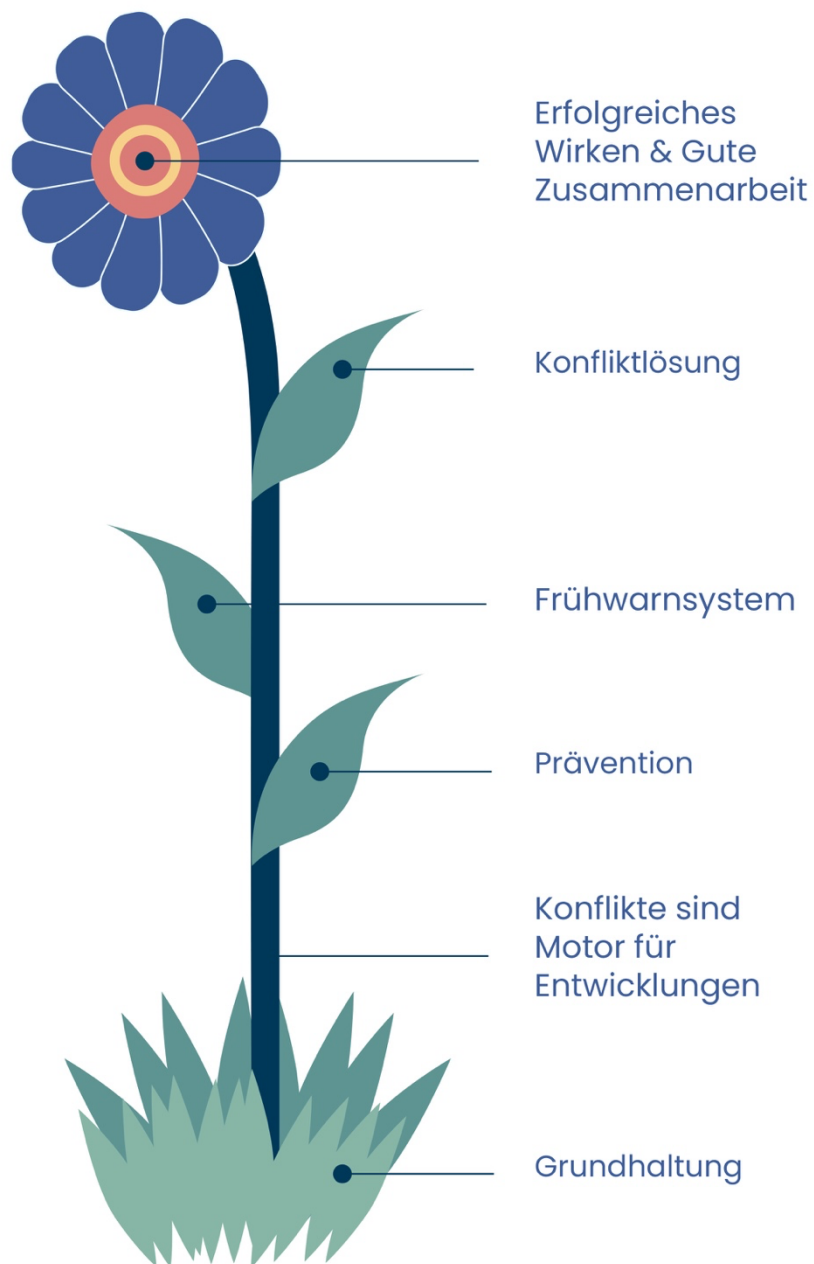 Erfolgreiches
Wirken & Gute
Zusammenarbeit
Konfliktlösung
Frühwarnsystem
Prävention
Konflikte sind
Motor für
Entwicklungen
Grundhaltung